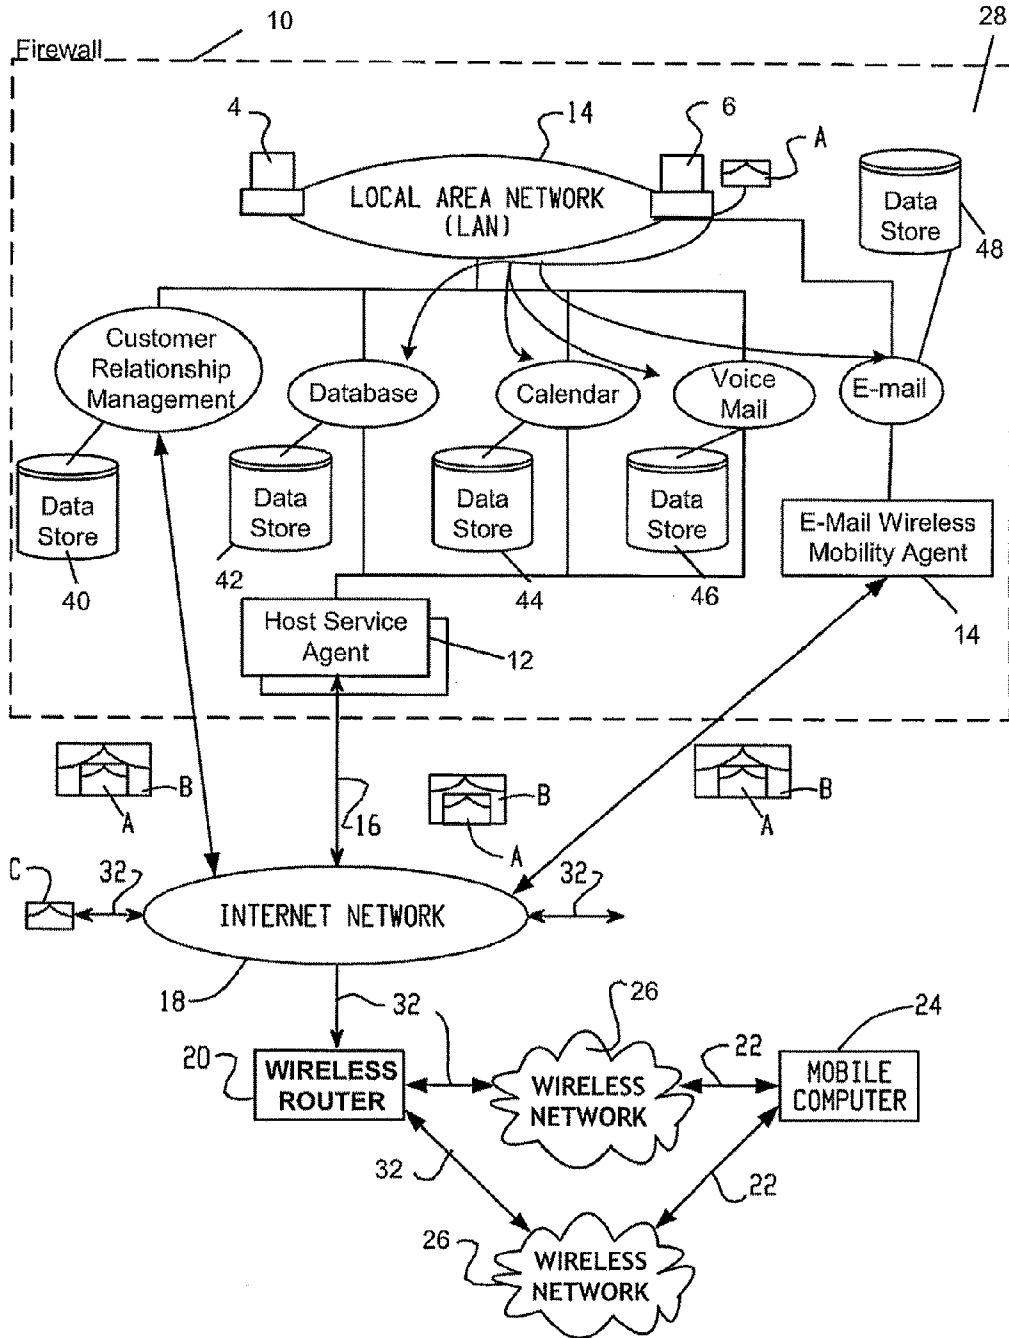 10
28
Firewall
4
14
6
A
LOCAL AREA NETWORK
(LAN)
Data
Store
48
Customer
Relationship
Management
Database
Calendar
Voice
Mail
E-mail
Data
Store
Data
Store
Data
Store
Data
Store
E-Mail Wireless
Mobility Agent
40
42
44
46
14
Host Service
Agent
12
B
A
16
B
A
B
A
C
32
INTERNET NETWORK
32
18
32
20
WIRELESS
ROUTER
26
WIRELESS
NETWORK
22
24
MOBILE
COMPUTER
32
22
26
WIRELESS
NETWORK